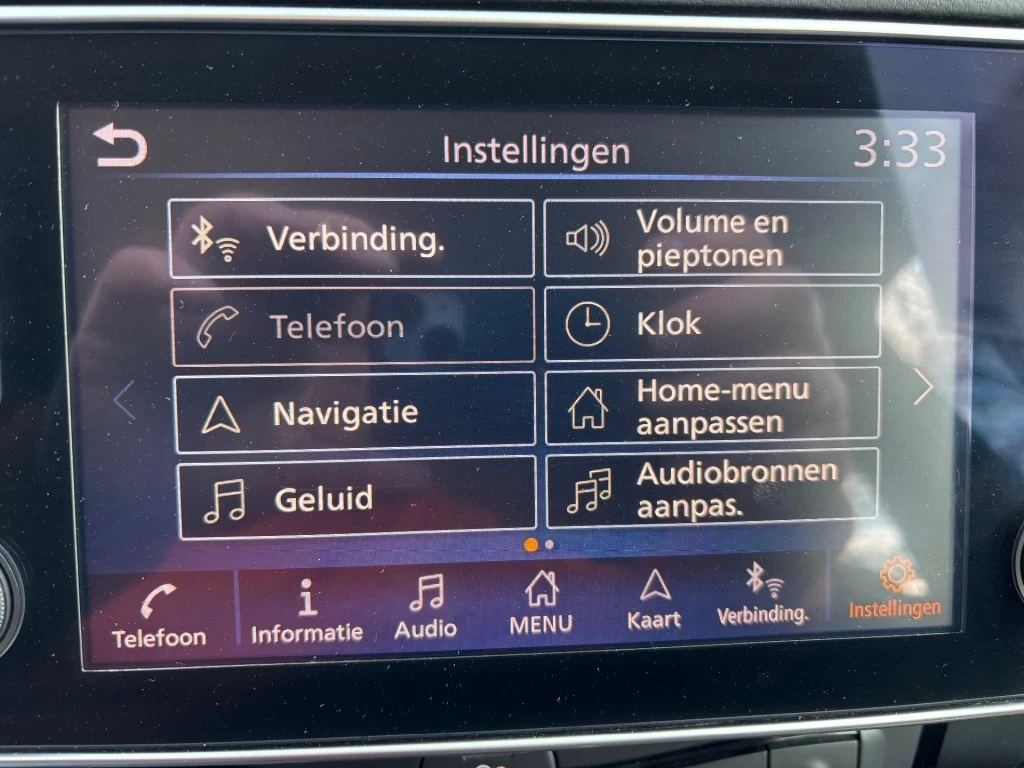 Instellingen
3:33
Verbinding.
Volume en
pieptonen
Telefoon
Klok
Navigatie
Home-menu
aanpassen
Geluid
Audiobronnen
aanpas.
Telefoon
Informatie
Audio
MENU
Kaart
Verbinding.
Instellingen